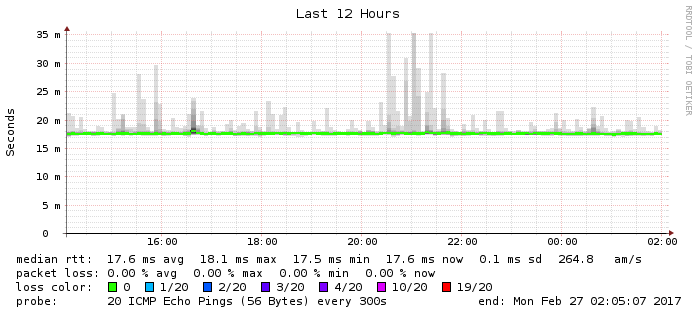 Last 12 Hours
RRDTOOL / TOBI OETIKER
Seconds
35 m
30 m
25 m
20 m
15 m
10 m
5 m
0
16:00 18:00 20:00 22:00 00:00 02:00
median rtt: 17.6 ms avg 18.1 ms max 17.5 ms min 17.6 ms now 0.1 ms sd 264.8 am/s
packet loss: 0.00 % avg 0.00 % max 0.00 % min 0.00 % now
loss color: 0 1/20 2/20 3/20 4/20 10/20 19/20
probe: 20 ICMP Echo Pings (56 Bytes) every 300s end: Mon Feb 27 02:05:07 2017